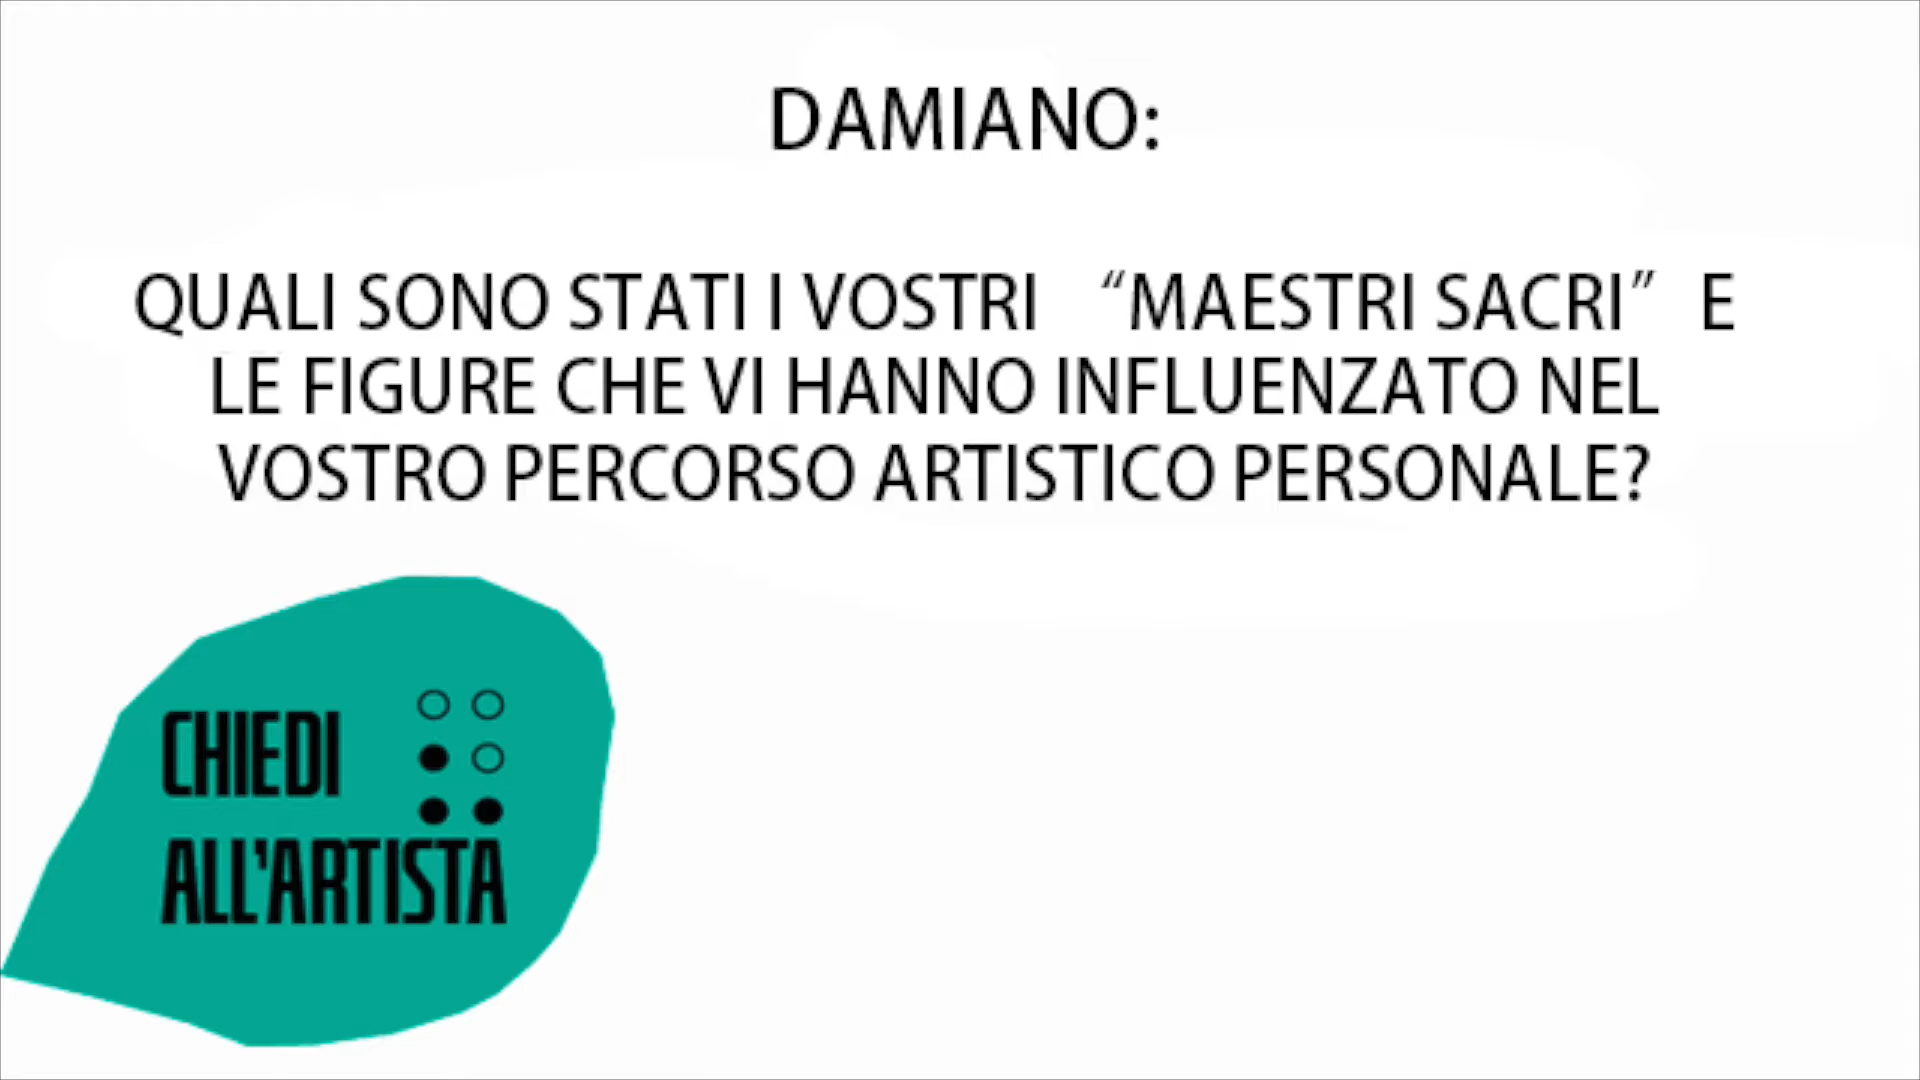 DAMIANO:
QUALI SONO STATI I VOSTRI “MAESTRI SACRI” E
LE FIGURE CHE VI HANNO INFLUENZATO NEL
VOSTRO PERCORSO ARTISTICO PERSONALE?
CHIEDI
ALL'ARTISTA